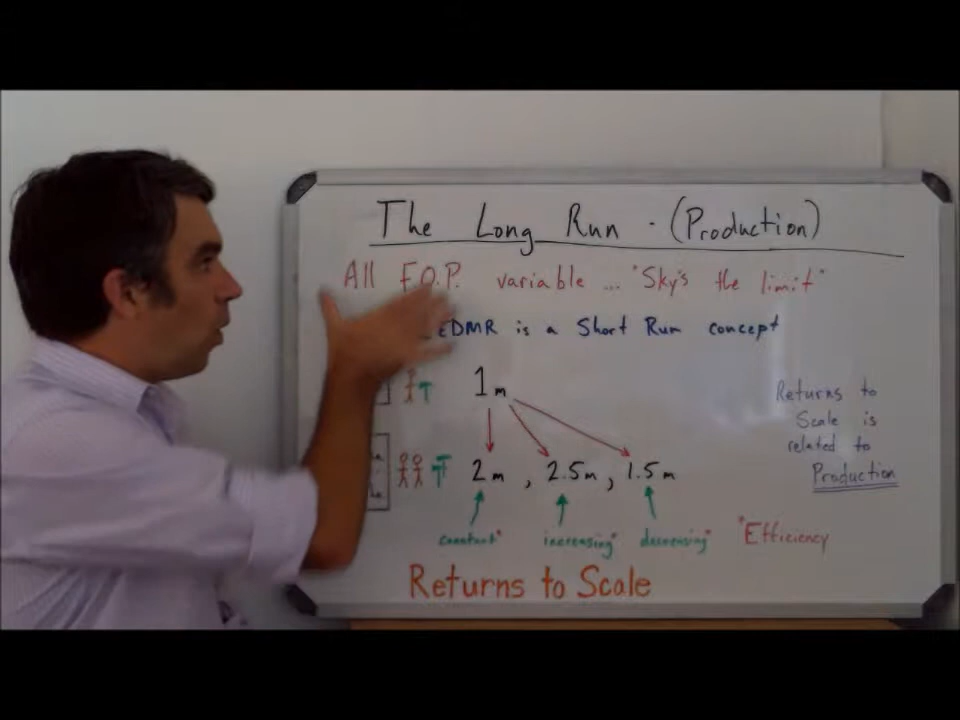 The Long Run - (Production)
All F.O.P. variable ... "Sky's the limit"
EDMR is a Short Run concept
1m
2m , 2.5m , 1.5m
"constant" increasing" decreasing"
Returns to Scale
Returns to
Scale is
related to
Production
"Efficiency